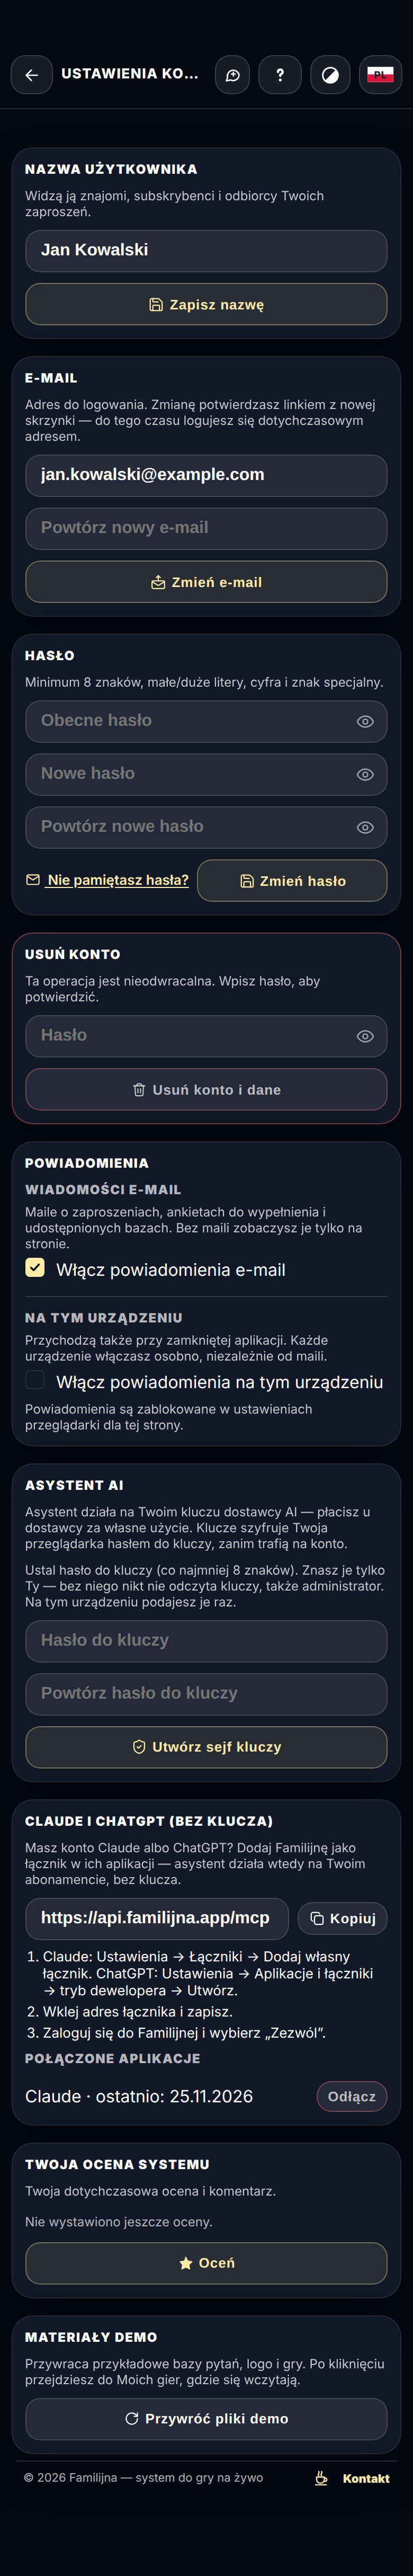 USTAWIENIA KO...
?
PL
NAZWA UŻYTKOWNIKA
Widzą ją znajomi, subskrybenci i odbiorcy Twoich
zaproszeń.
Jan Kowalski
Zapisz nazwę
E-MAIL
Adres do logowania. Zmianę potwierdzasz linkiem z nowej
skrzynki — do tego czasu logujesz się dotychczasowym
adresem.
jan.kowalski@example.com
Powtórz nowy e-mail
Zmień e-mail
HASŁO
Minimum 8 znaków, małe/duże litery, cyfra i znak specjalny.
Obecne hasło
Nowe hasło
Powtórz nowe hasło
Nie pamiętasz hasła?
Zmień hasło
USUŃ KONTO
Ta operacja jest nieodwracalna. Wpisz hasło, aby
potwierdzić.
Hasło
Usuń konto i dane
POWIADOMIENIA
WIADOMOŚCI E-MAIL
Maile o zaproszeniach, ankietach do wypełnienia i
udostępnionych bazach. Bez maili zobaczysz je tylko na
stronie.
Włącz powiadomienia e-mail
NA TYM URZĄDZENIU
Przychodzą także przy zamkniętej aplikacji. Każde
urządzenie włączasz osobno, niezależnie od maili.
Włącz powiadomienia na tym urządzeniu
Powiadomienia są zablokowane w ustawieniach
przeglądarki dla tej strony.
ASYSTENT AI
Asystent działa na Twoim kluczu dostawcy AI — płacisz u
dostawcy za własne użycie. Klucze szyfruje Twoja
przeglądarka hasłem do kluczy, zanim trafią na konto.
Ustal hasło do kluczy (co najmniej 8 znaków). Znasz je tylko
Ty — bez niego nikt nie odczyta kluczy, także administrator.
Na tym urządzeniu podajesz je raz.
Hasło do kluczy
Powtórz hasło do kluczy
Utwórz sejf kluczy
CLAUDE I CHATGPT (BEZ KLUCZA)
Masz konto Claude albo ChatGPT? Dodaj Familijnę jako
łącznik w ich aplikacji — asystent działa wtedy na Twoim
abonamencie, bez klucza.
https://api.familijna.app/mcp
Kopiuj
1. Claude: Ustawienia → Łączniki → Dodaj własny
łącznik. ChatGPT: Ustawienia → Aplikacje i łączniki
→ tryb dewelopera → Utwórz.
2. Wklej adres łącznika i zapisz.
3. Zaloguj się do Familijnej i wybierz „Zezwól”.
POŁĄCZONE APLIKACJE
Claude · ostatnio: 25.11.2026
Odłącz
TWOJA OCENA SYSTEMU
Twoja dotychczasowa ocena i komentarz.
Nie wystawiono jeszcze oceny.
Oceń
MATERIAŁY DEMO
Przywraca przykładowe bazy pytań, logo i gry. Po kliknięciu
przejdziesz do Moich gier, gdzie się wczytają.
Przywróć pliki demo
© 2026 Familijna — system do gry na żywo
Kontakt